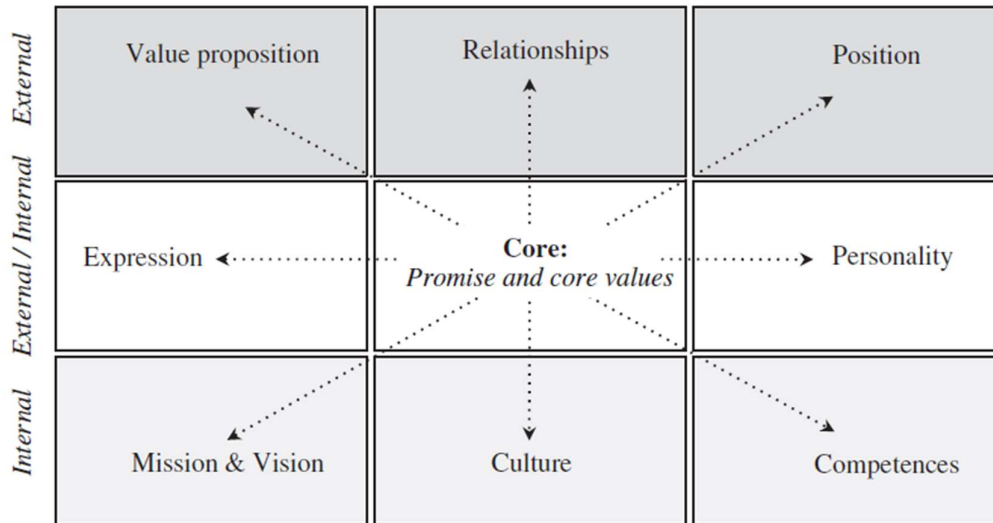 External
Value proposition
Relationships
Position
External / Internal
Expression
Core:
Promise and core values
Personality
Internal
Mission & Vision
Culture
Competences